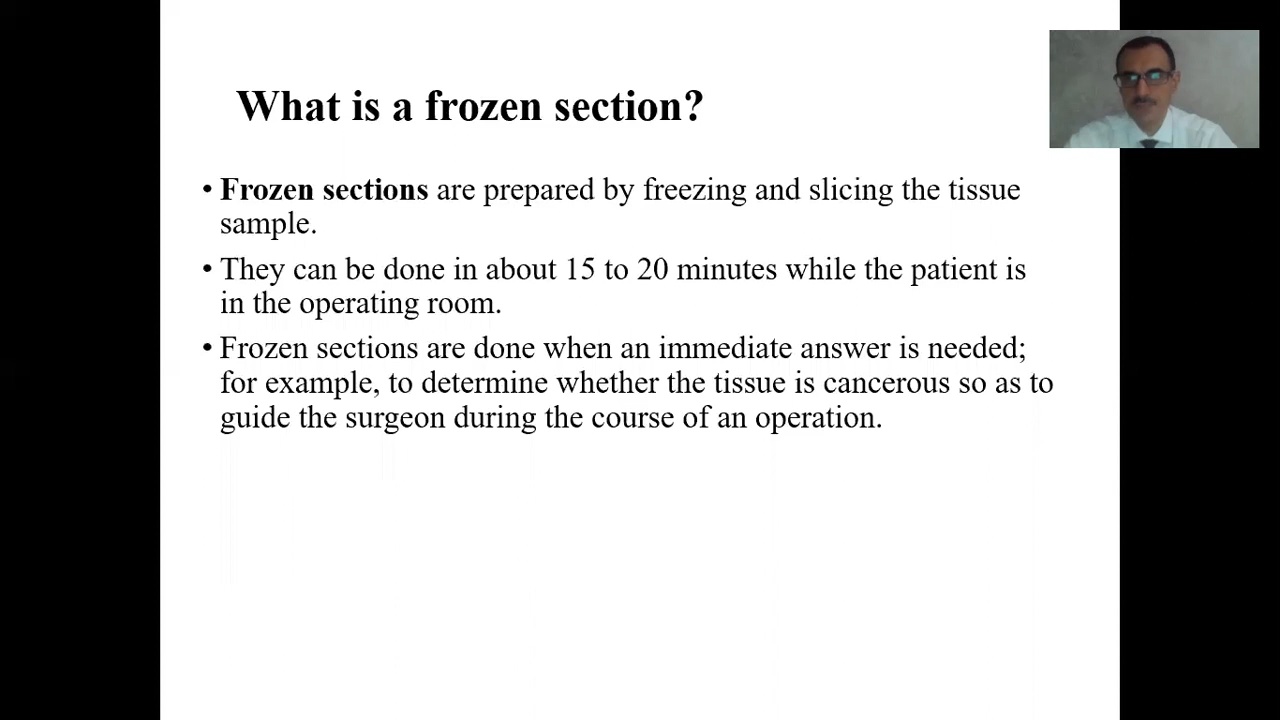 What is a frozen section?
• Frozen sections are prepared by freezing and slicing the tissue
sample.
• They can be done in about 15 to 20 minutes while the patient is
in the operating room.
• Frozen sections are done when an immediate answer is needed;
for example, to determine whether the tissue is cancerous so as to
guide the surgeon during the course of an operation.